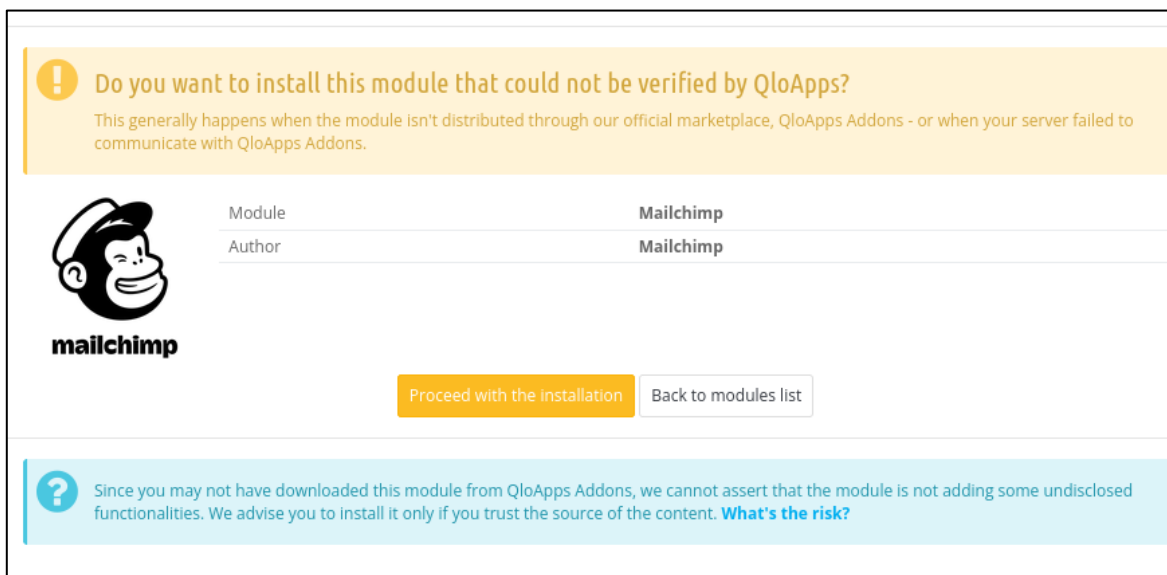 Do you want to install this module that could not be verified by QloApps?
This generally happens when the module isn't distributed through our official marketplace, QloApps Addons - or when your server failed to
communicate with QloApps Addons.
Module Mailchimp
Author Mailchimp
mailchimp
Proceed with the installation Back to modules list
Since you may not have downloaded this module from QloApps Addons, we cannot assert that the module is not adding some undisclosed
functionalities. We advise you to install it only if you trust the source of the content. What's the risk?